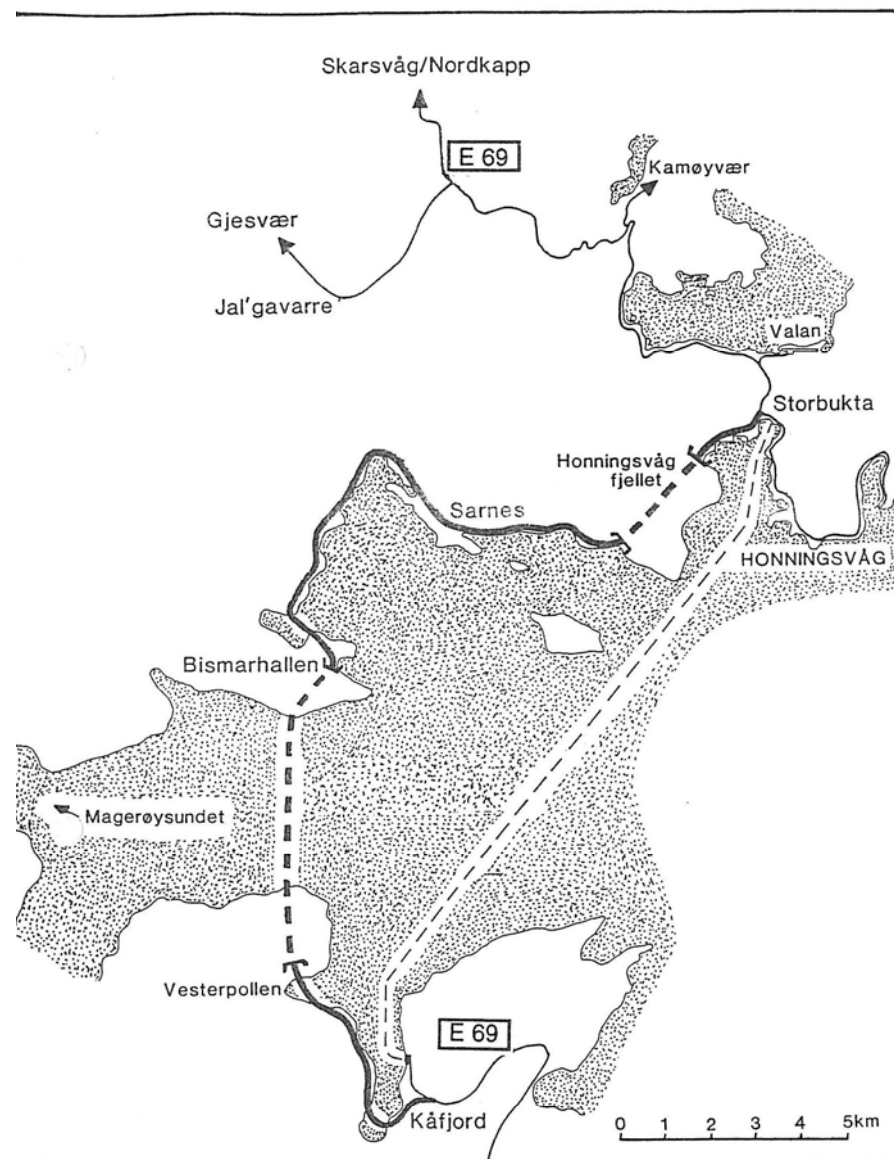 Skarsvåg/Nordkapp
E 69
Kamøyvær
Gjesvær
Jal'gavarre
Valan
Storbukta
Honningsvåg
fjellet
Sarnes
HONNINGSVÅG
Bismarhallen
Magerøysundet
Vesterpollen
E 69
Kåfjord
0 1 2 3 4 5km